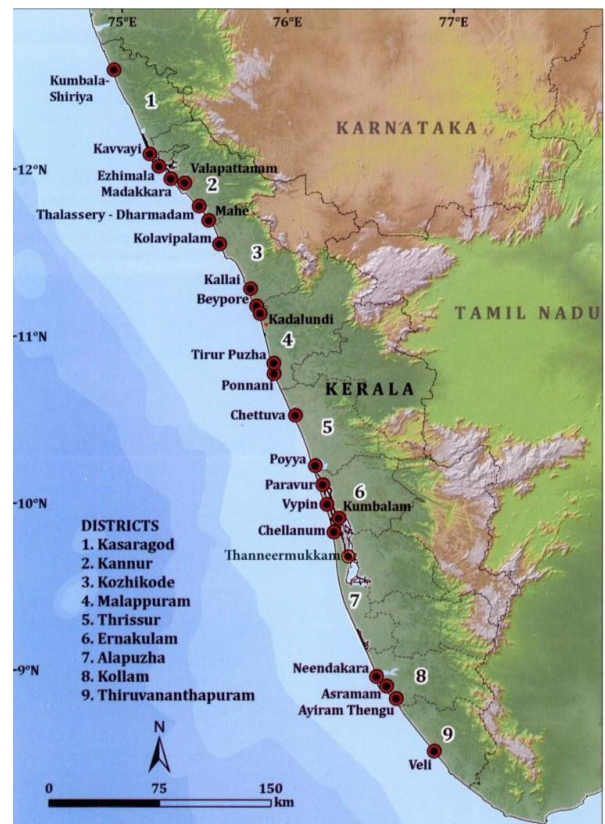 75°E
76°E
77°E
Kumbala-
Shiriya
1
KARNATAKA
Kavvayi
12°N
Valapattanam
Ezhimala
2
Madakkara
Thalassery - Dharmadam
Mahe
Kolavipalam
3
Kallai
Beypore
TAMIL NADU
Kadalundi
11°N
4
Tirur Puzha
Ponnani
KERALA
Chettuva
5
Poyya
Paravur
6
10°N
Vypin
Kumbalam
DISTRICTS
Chellanum
1. Kasaragod
2. Kannur
Thanneermukkam
3. Kozhikode
4. Malappuram
7
5. Thrissur
6. Ernakulam
7. Alapuzha
8. Kollam
9. Thiruvananthapuram
9°N
Neendakara
8
Asramam
Ayiram Thengu
N
9
Veli
0
75
150
km